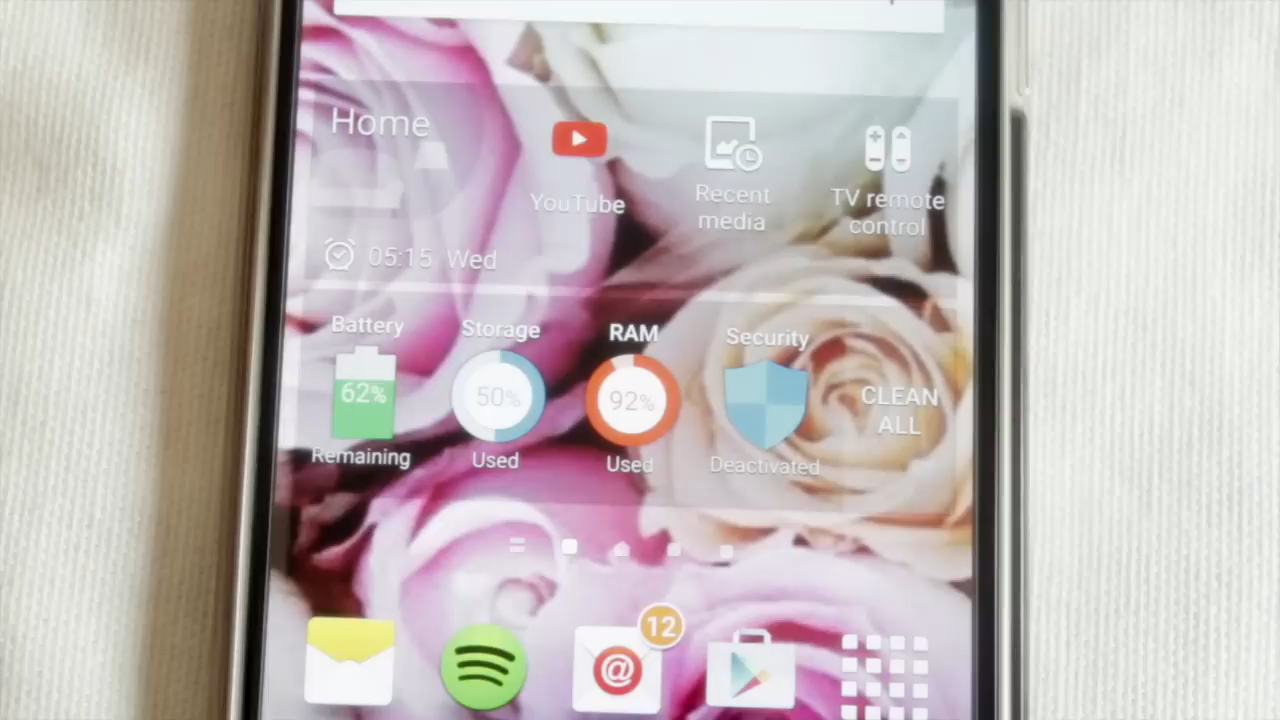 Home
YouTube
Recent
media
TV remote
control
05:15 Wed
Battery
Storage
RAM
Security
62%
50%
92%
CLEAN
ALL
Remaining
Used
Used
Deactivated
12
@